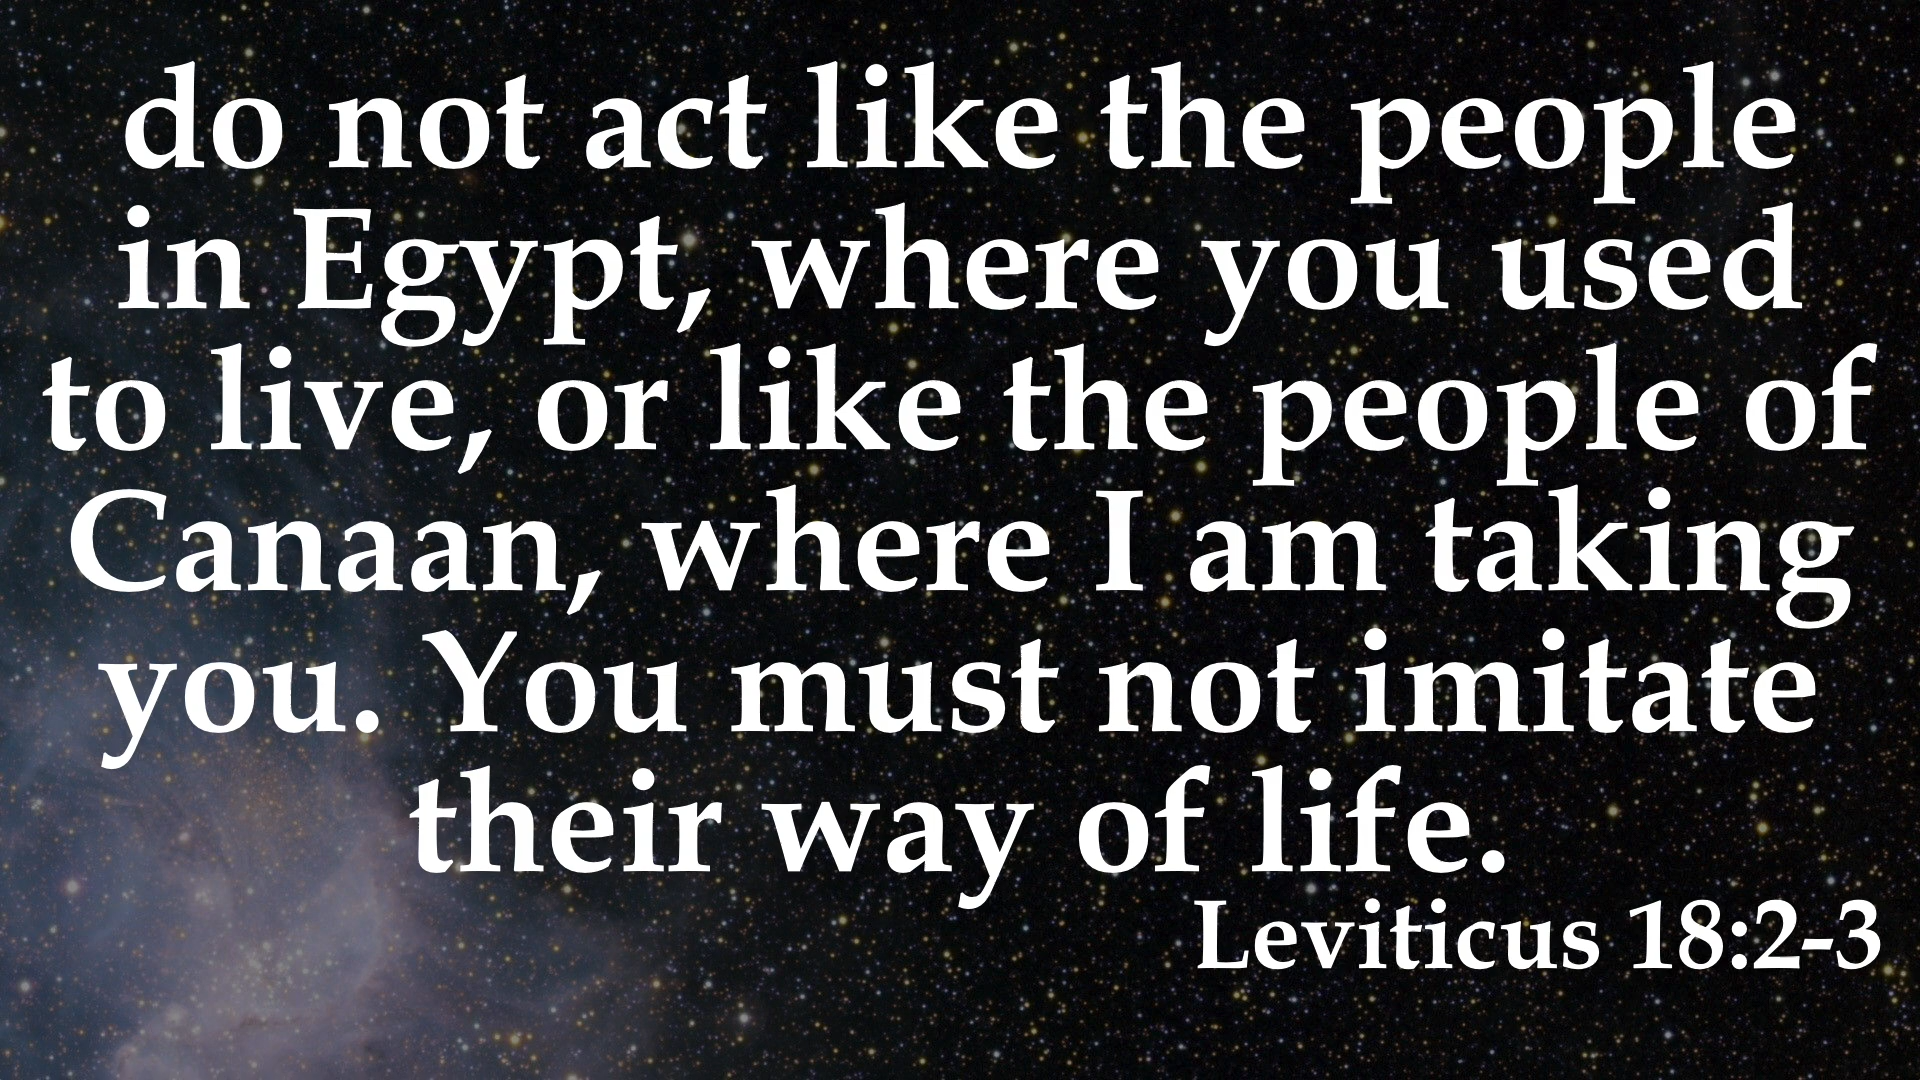 do not act like the people
in Egypt, where you used
to live, or like the people of
Canaan, where I am taking
you. You must not imitate
their way of life.
Leviticus 18:2-3